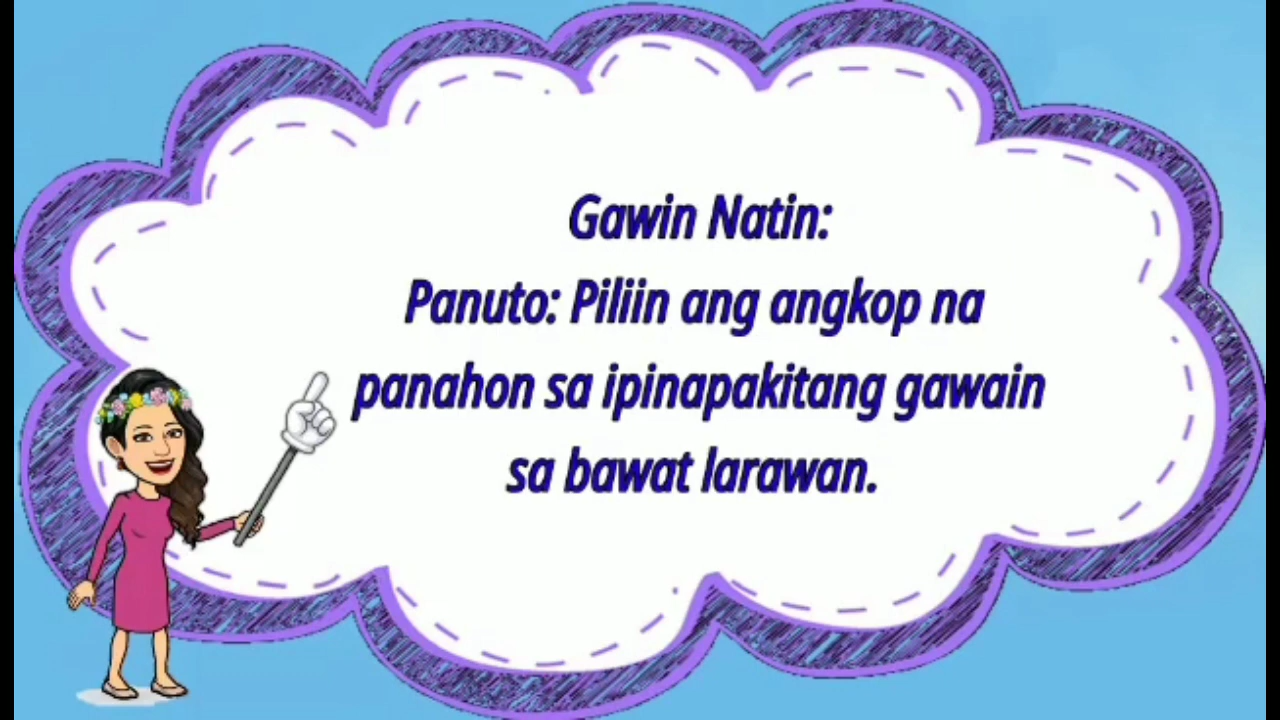 Gawin Natin:
Panuto: Piliin ang angkop na
panahon sa ipinapakitang gawain
sa bawat larawan.